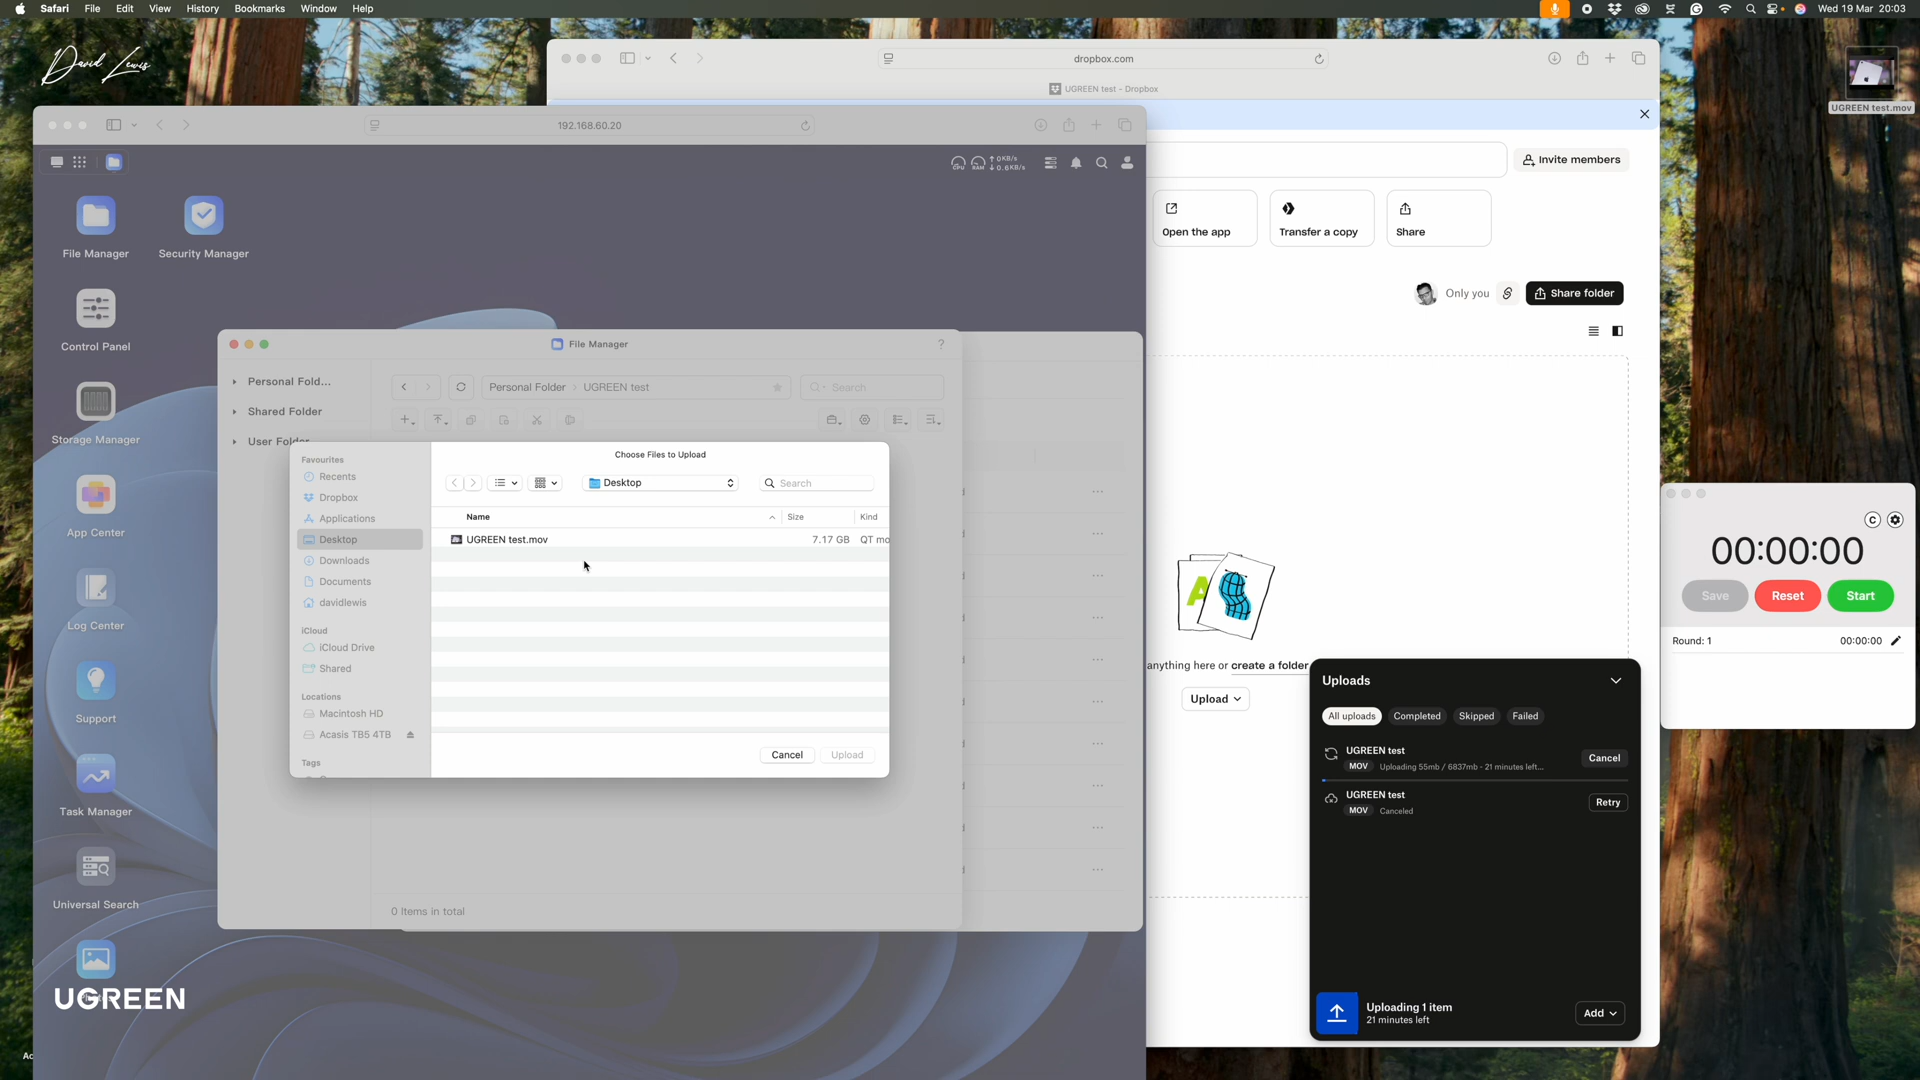 Safari File Edit View History Bookmarks Window Help
Wed 19 Mar 20:03
David Lewis
UGREEN test.mov
dropbox.com
UGREEN test - Dropbox
192.168.60.20
CPU RAM ↑ 0KB/s
↓ 0.6KB/s
Invite members
Open the app
Transfer a copy
Share
Only you
Share folder
File Manager
Security Manager
Control Panel
Storage Manager
App Center
Log Center
Support
Task Manager
Universal Search
UGREEN
File Manager
?
Personal Fold...
Shared Folder
User Folder
Personal Folder › UGREEN test
Search
Choose Files to Upload
Favourites
Recents
Dropbox
Applications
Desktop
Downloads
Documents
davidlewis
iCloud
iCloud Drive
Shared
Locations
Macintosh HD
Acasis TB5 4TB
Tags
Desktop
Search
Name
Size
Kind
UGREEN test.mov
7.17 GB
QT mo
Cancel
Upload
0 Items in total
anything here or create a folder
Upload
C
00:00:00
Save
Reset
Start
Round: 1
00:00:00
Uploads
All uploads
Completed
Skipped
Failed
UGREEN test
MOV Uploading 55mb / 6837mb - 21 minutes left...
Cancel
UGREEN test
MOV Canceled
Retry
Uploading 1 item
21 minutes left
Add